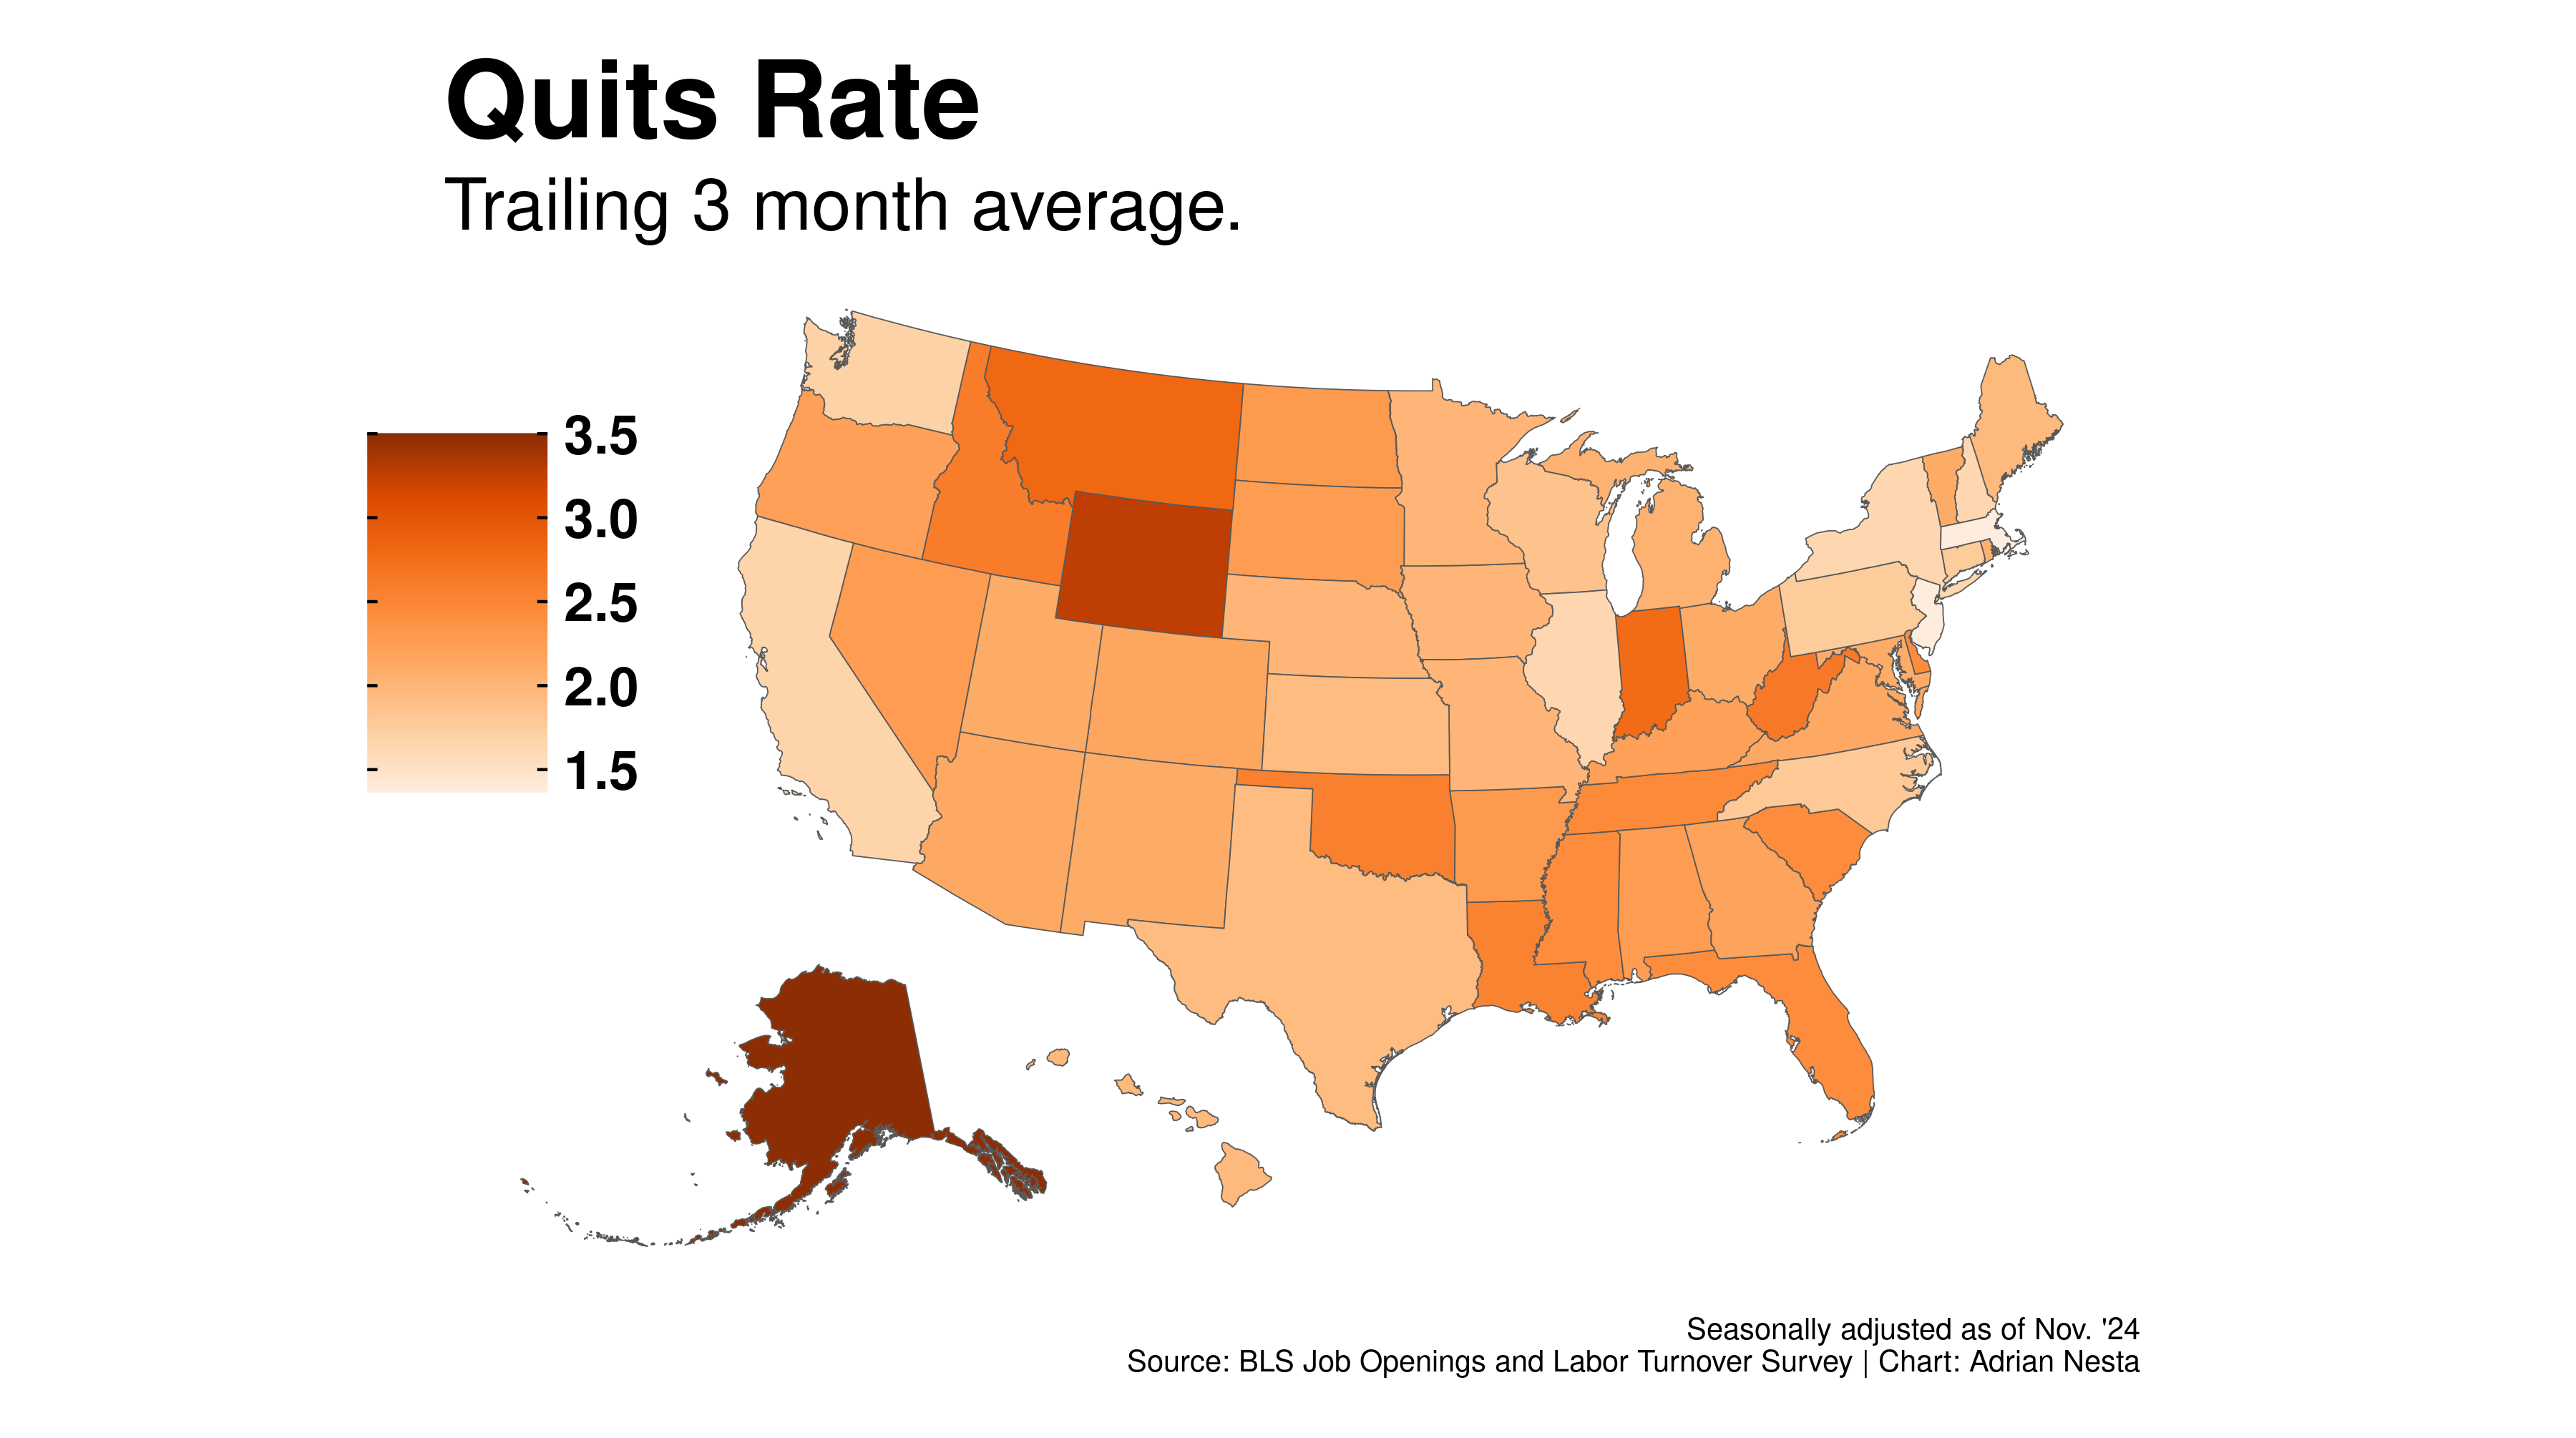 Quits Rate
Trailing 3 month average.
3.5
3.0
2.5
2.0
1.5
Seasonally adjusted as of Nov. '24
Source: BLS Job Openings and Labor Turnover Survey | Chart: Adrian Nesta